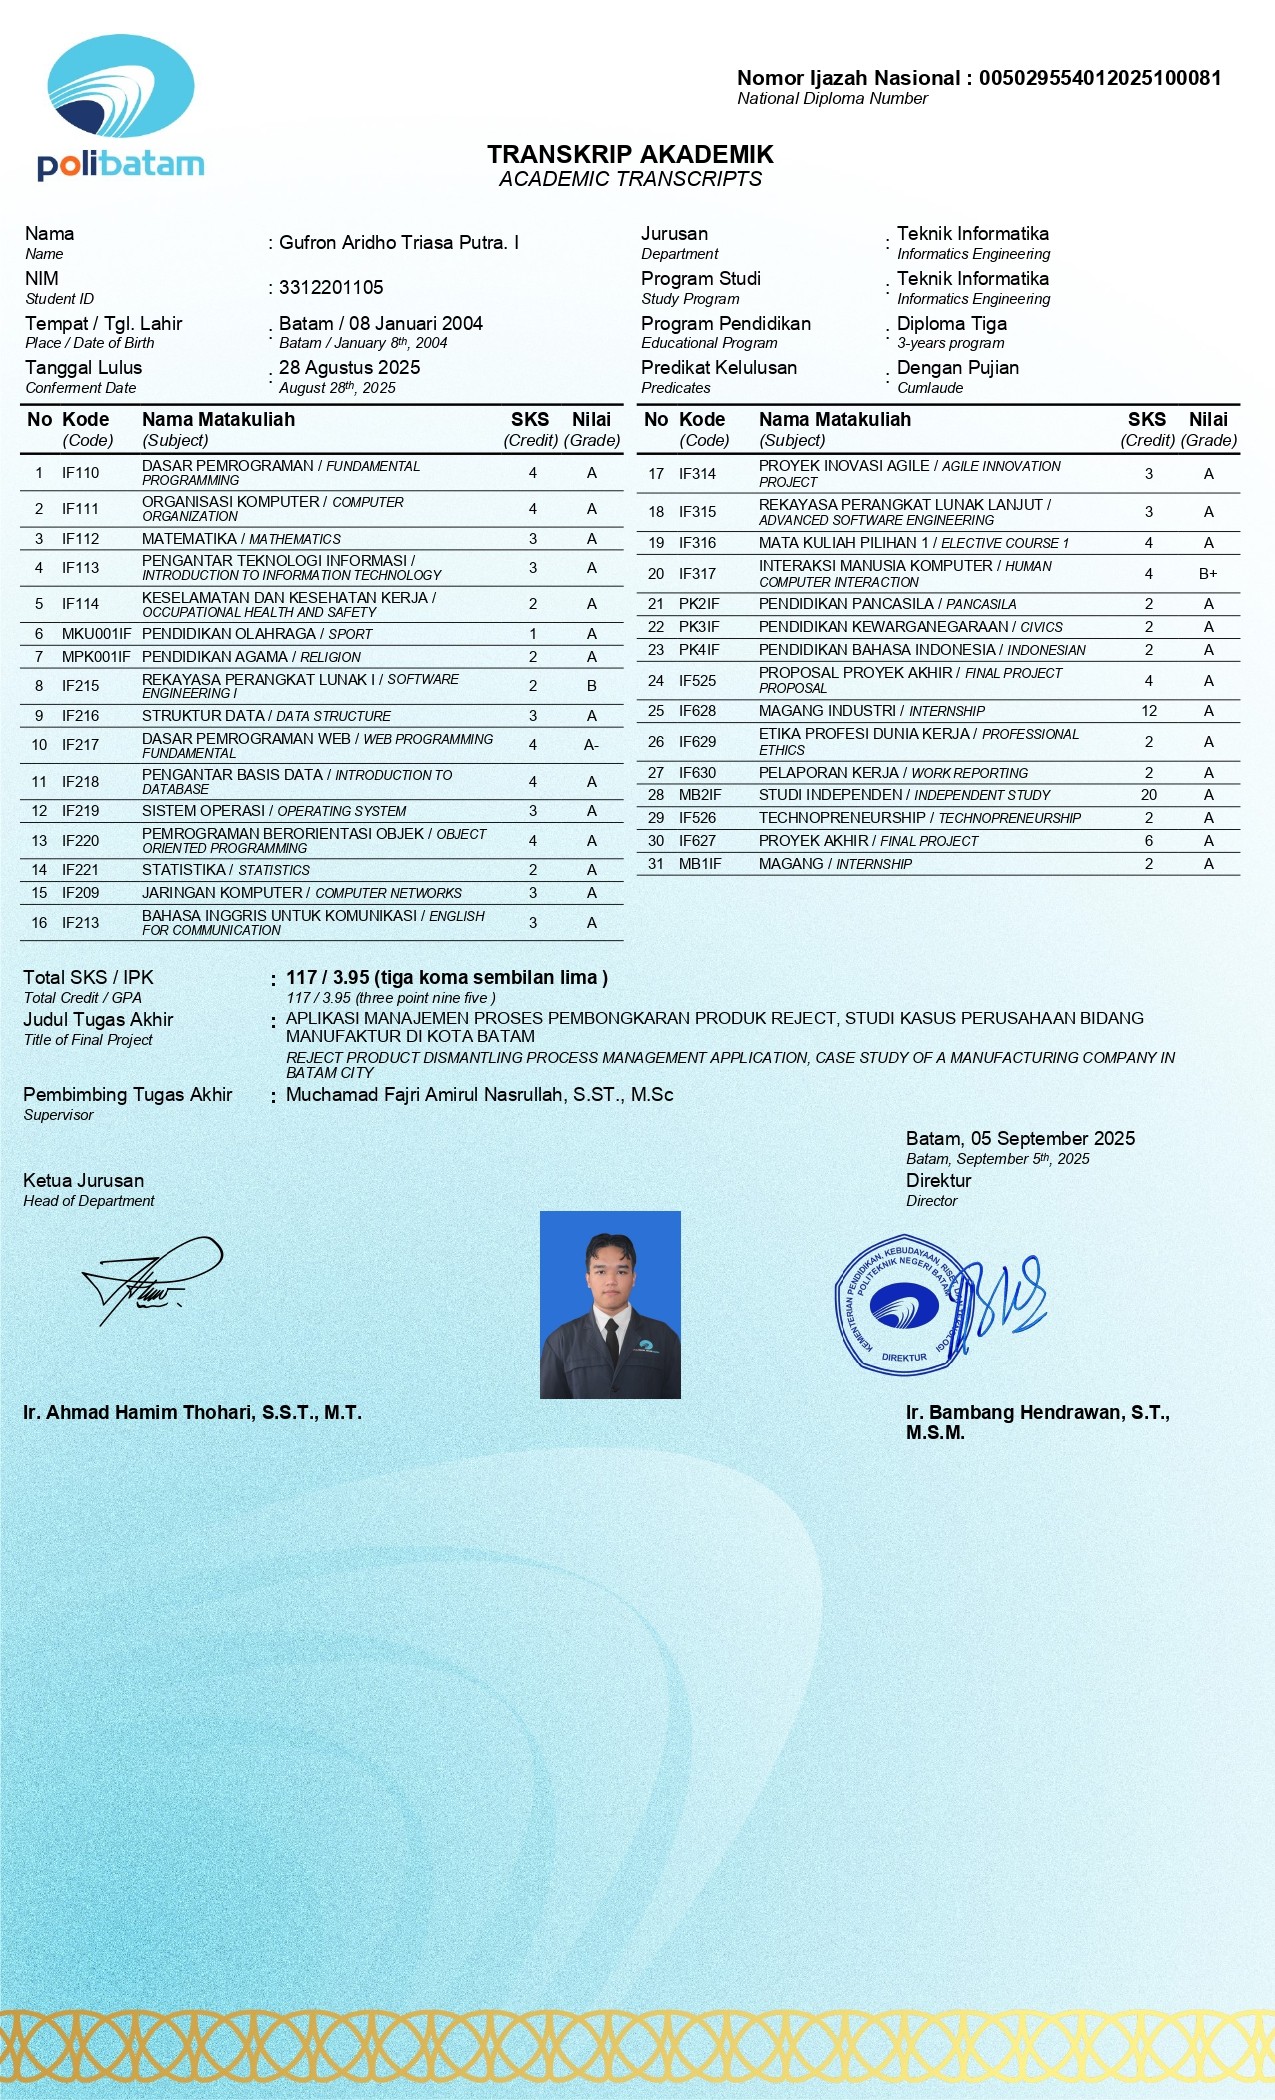 polibatam
Nomor Ijazah Nasional : 005029554012025100081
National Diploma Number
TRANSKRIP AKADEMIK
ACADEMIC TRANSCRIPTS
Nama : Gufron Aridho Triasa Putra. I
Name
NIM : 3312201105
Student ID
Tempat / Tgl. Lahir : Batam / 08 Januari 2004
Place / Date of Birth Batam / January 8th, 2004
Tanggal Lulus : 28 Agustus 2025
Conferment Date August 28th, 2025
Jurusan : Teknik Informatika
Department Informatics Engineering
Program Studi : Teknik Informatika
Study Program Informatics Engineering
Program Pendidikan : Diploma Tiga
Educational Program 3-years program
Predikat Kelulusan : Dengan Pujian
Predicates Cumlaude
No Kode Nama Matakuliah SKS Nilai
(Code) (Subject) (Credit) (Grade)
1 IF110 DASAR PEMROGRAMAN / FUNDAMENTAL 4 A
PROGRAMMING
2 IF111 ORGANISASI KOMPUTER / COMPUTER 4 A
ORGANIZATION
3 IF112 MATEMATIKA / MATHEMATICS 3 A
4 IF113 PENGANTAR TEKNOLOGI INFORMASI / 3 A
INTRODUCTION TO INFORMATION TECHNOLOGY
5 IF114 KESELAMATAN DAN KESEHATAN KERJA / 2 A
OCCUPATIONAL HEALTH AND SAFETY
6 MKU001IF PENDIDIKAN OLAHRAGA / SPORT 1 A
7 MPK001IF PENDIDIKAN AGAMA / RELIGION 2 A
8 IF215 REKAYASA PERANGKAT LUNAK I / SOFTWARE 2 B
ENGINEERING I
9 IF216 STRUKTUR DATA / DATA STRUCTURE 3 A
10 IF217 DASAR PEMROGRAMAN WEB / WEB PROGRAMMING 4 A-
FUNDAMENTAL
11 IF218 PENGANTAR BASIS DATA / INTRODUCTION TO 4 A
DATABASE
12 IF219 SISTEM OPERASI / OPERATING SYSTEM 3 A
13 IF220 PEMROGRAMAN BERORIENTASI OBJEK / OBJECT 4 A
ORIENTED PROGRAMMING
14 IF221 STATISTIKA / STATISTICS 2 A
15 IF209 JARINGAN KOMPUTER / COMPUTER NETWORKS 3 A
16 IF213 BAHASA INGGRIS UNTUK KOMUNIKASI / ENGLISH 3 A
FOR COMMUNICATION
No Kode Nama Matakuliah SKS Nilai
(Code) (Subject) (Credit) (Grade)
17 IF314 PROYEK INOVASI AGILE / AGILE INNOVATION 3 A
PROJECT
18 IF315 REKAYASA PERANGKAT LUNAK LANJUT / 3 A
ADVANCED SOFTWARE ENGINEERING
19 IF316 MATA KULIAH PILIHAN 1 / ELECTIVE COURSE 1 4 A
20 IF317 INTERAKSI MANUSIA KOMPUTER / HUMAN 4 B+
COMPUTER INTERACTION
21 PK2IF PENDIDIKAN PANCASILA / PANCASILA 2 A
22 PK3IF PENDIDIKAN KEWARGANEGARAAN / CIVICS 2 A
23 PK4IF PENDIDIKAN BAHASA INDONESIA / INDONESIAN 2 A
24 IF525 PROPOSAL PROYEK AKHIR / FINAL PROJECT 4 A
PROPOSAL
25 IF628 MAGANG INDUSTRI / INTERNSHIP 12 A
26 IF629 ETIKA PROFESI DUNIA KERJA / PROFESSIONAL 2 A
ETHICS
27 IF630 PELAPORAN KERJA / WORK REPORTING 2 A
28 MB2IF STUDI INDEPENDEN / INDEPENDENT STUDY 20 A
29 IF526 TECHNOPRENEURSHIP / TECHNOPRENEURSHIP 2 A
30 IF627 PROYEK AKHIR / FINAL PROJECT 6 A
31 MB1IF MAGANG / INTERNSHIP 2 A
Total SKS / IPK : 117 / 3.95 (tiga koma sembilan lima )
Total Credit / GPA 117 / 3.95 (three point nine five )
Judul Tugas Akhir : APLIKASI MANAJEMEN PROSES PEMBONGKARAN PRODUK REJECT, STUDI KASUS PERUSAHAAN BIDANG
MANUFAKTUR DI KOTA BATAM
Title of Final Project
REJECT PRODUCT DISMANTLING PROCESS MANAGEMENT APPLICATION, CASE STUDY OF A MANUFACTURING COMPANY IN
BATAM CITY
Pembimbing Tugas Akhir : Muchamad Fajri Amirul Nasrullah, S.ST., M.Sc
Supervisor
Batam, 05 September 2025
Batam, September 5th, 2025
Ketua Jurusan Direktur
Head of Department Director
KEMENTERIAN PENDIDIKAN, KEBUDAYAAN, RISET DAN TEKNOLOGI
POLITEKNIK NEGERI BATAM
DIREKTUR
Ir. Ahmad Hamim Thohari, S.S.T., M.T.
Ir. Bambang Hendrawan, S.T.,
M.S.M.